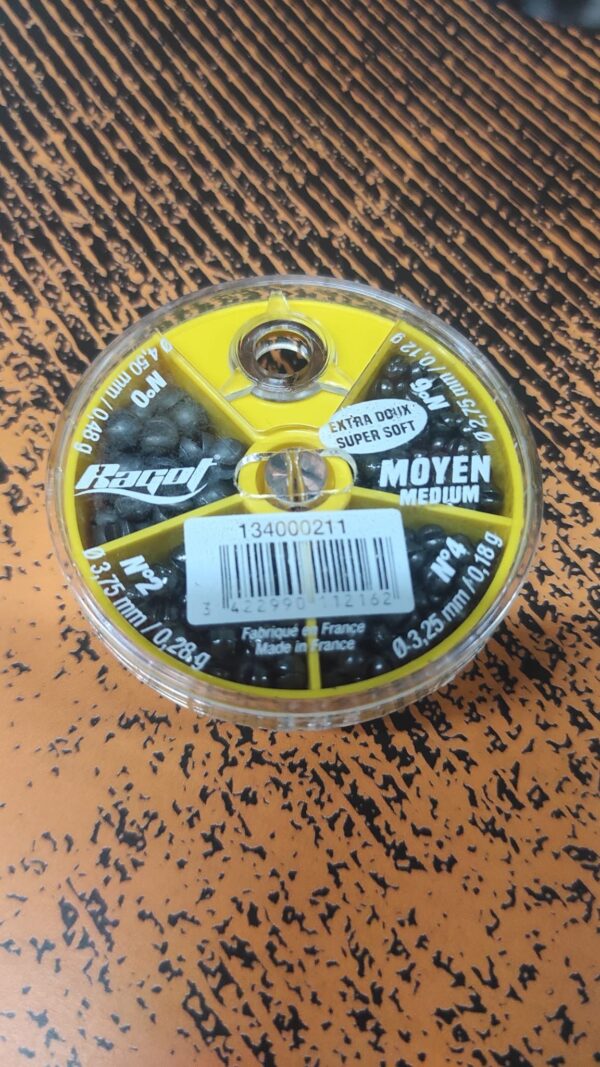 Ø 4,50 mm / 0,48 g
N°0
N°6
Ø 2,75 mm / 0,12 g
EXTRA DOUX
SUPER SOFT
Ragot
MOYEN
MEDIUM
134000211
3 422990 112162
N°2
Ø 3,75 mm / 0,28 g
N°4
Ø 3,25 mm / 0,18 g
Fabriqué en France
Made in France